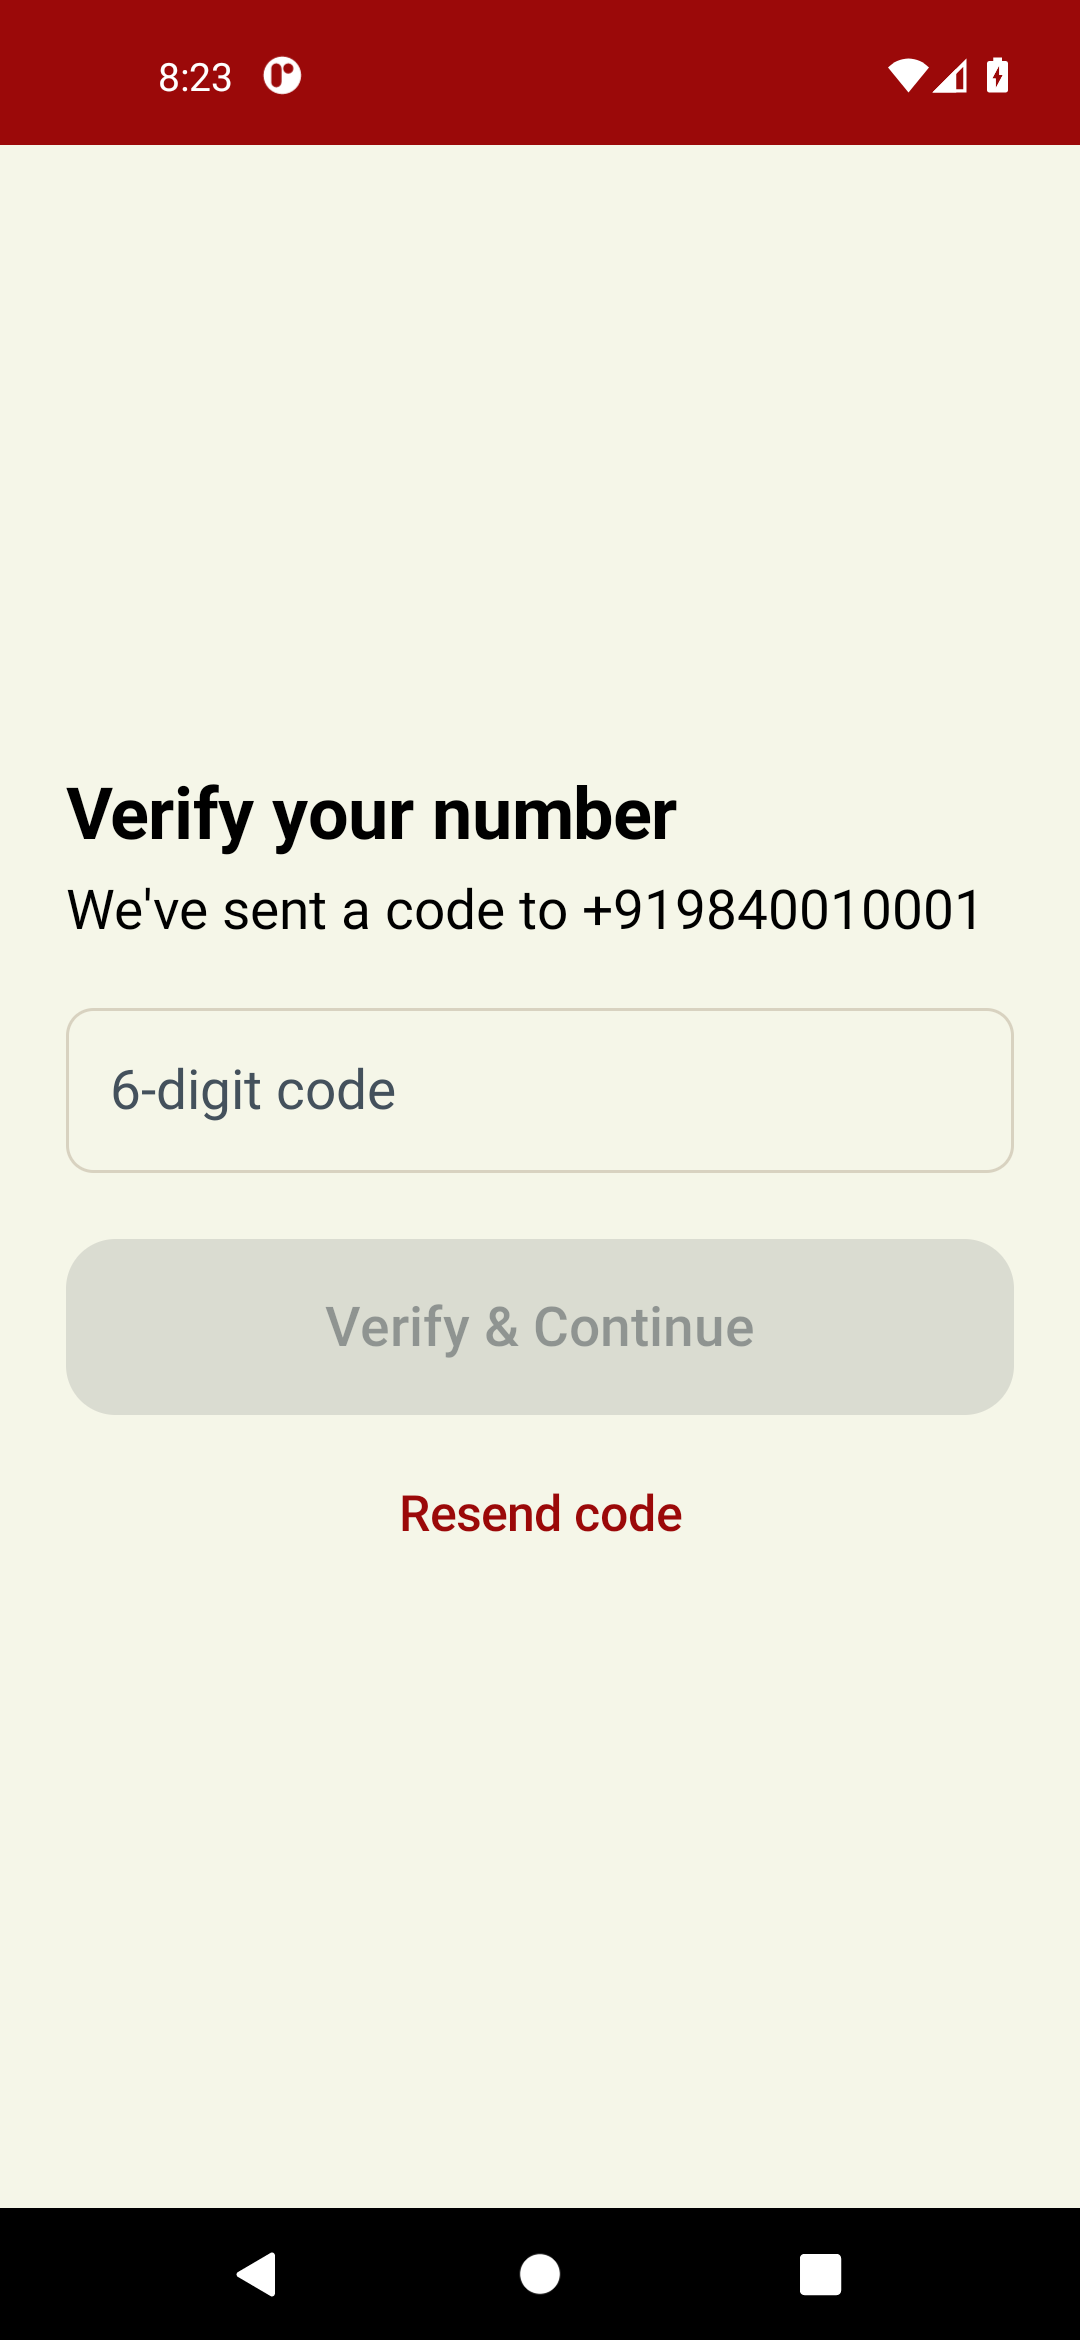 8:23
Verify your number
We've sent a code to +919840010001
6-digit code
Verify & Continue
Resend code